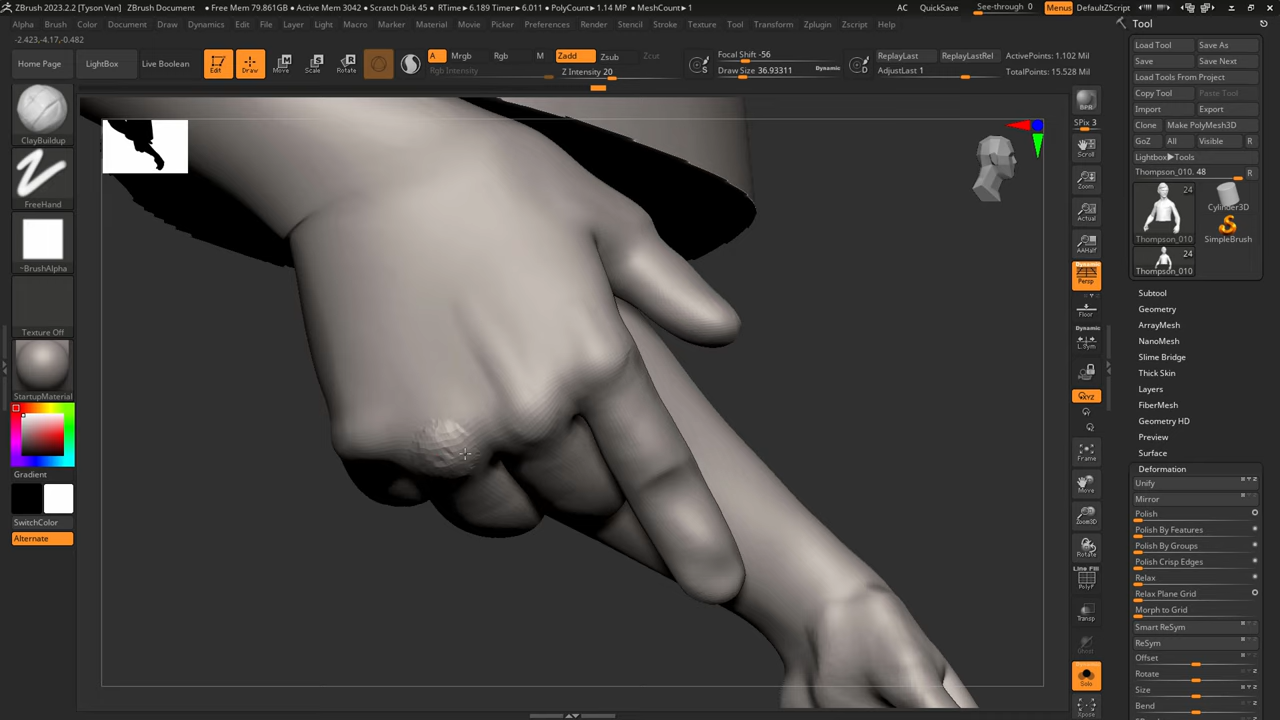 ZBrush 2023.2.2 [Tyson Van] ZBrush Document ● Free Mem 79.861GB ● Active Mem 3042 ● Scratch Disk 45 ● RTime▸6.189 Timer▸6.011 ● PolyCount▸1.14 MP ● MeshCount▸1 AC QuickSave See-through 0 Menus DefaultZScript
Alpha Brush Color Document Draw Dynamics Edit File Layer Light Macro Marker Material Movie Picker Preferences Render Stencil Stroke Texture Tool Transform Zplugin Zscript Help
-2.423,-4.17,-0.482
Home Page LightBox Live Boolean Edit Draw Move Scale Rotate
A Mrgb Rgb M Zadd Zsub Zcut
Rgb Intensity Z Intensity 20
Focal Shift -56
Draw Size 36.93311 Dynamic
S
D
ReplayLast ReplayLastRel
AdjustLast 1
ActivePoints: 1.102 Mil
TotalPoints: 15.528 Mil
ClayBuildup
FreeHand
~BrushAlpha
Texture Off
StartupMaterial
Gradient
SwitchColor
Alternate
BPR
SPix 3
Scroll
Zoom
Actual
AAHalf
Dynamic
Persp
Floor
Dynamic
L.Sym
XYZ
Frame
Move
Zoom3D
Rotate
Line Fill
PolyF
Transp
Ghost
Solo
Xpose
Tool
Load Tool Save As
Save Save Next
Load Tools From Project
Copy Tool Paste Tool
Import Export
Clone Make PolyMesh3D
GoZ All Visible R
Lightbox▸Tools
Thompson_010. 48 R
24
Thompson_010
Cylinder3D
SimpleBrush
24
Thompson_010
Subtool
Geometry
ArrayMesh
NanoMesh
Slime Bridge
Thick Skin
Layers
FiberMesh
Geometry HD
Preview
Surface
Deformation
Unify
Mirror
Polish
Polish By Features
Polish By Groups
Polish Crisp Edges
Relax
Relax Plane Grid
Morph to Grid
Smart ReSym
ReSym
Offset
Rotate
Size
Bend